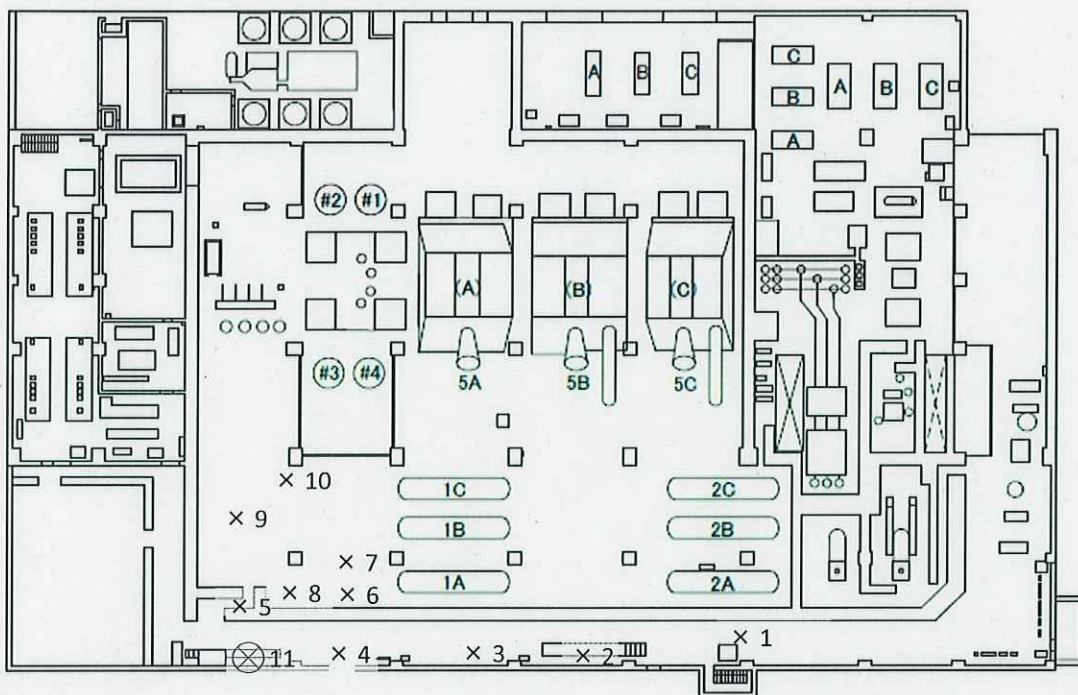 A B C
C
A B C
B
A
#2 #1
(A) (B) (C)
#3 #4
5A 5B 5C
× 10
1C 2C
× 9
1B 2B
× 7
1A 2A
× 8 × 6
× 5
× 1
11 × 4 × 3 × 2